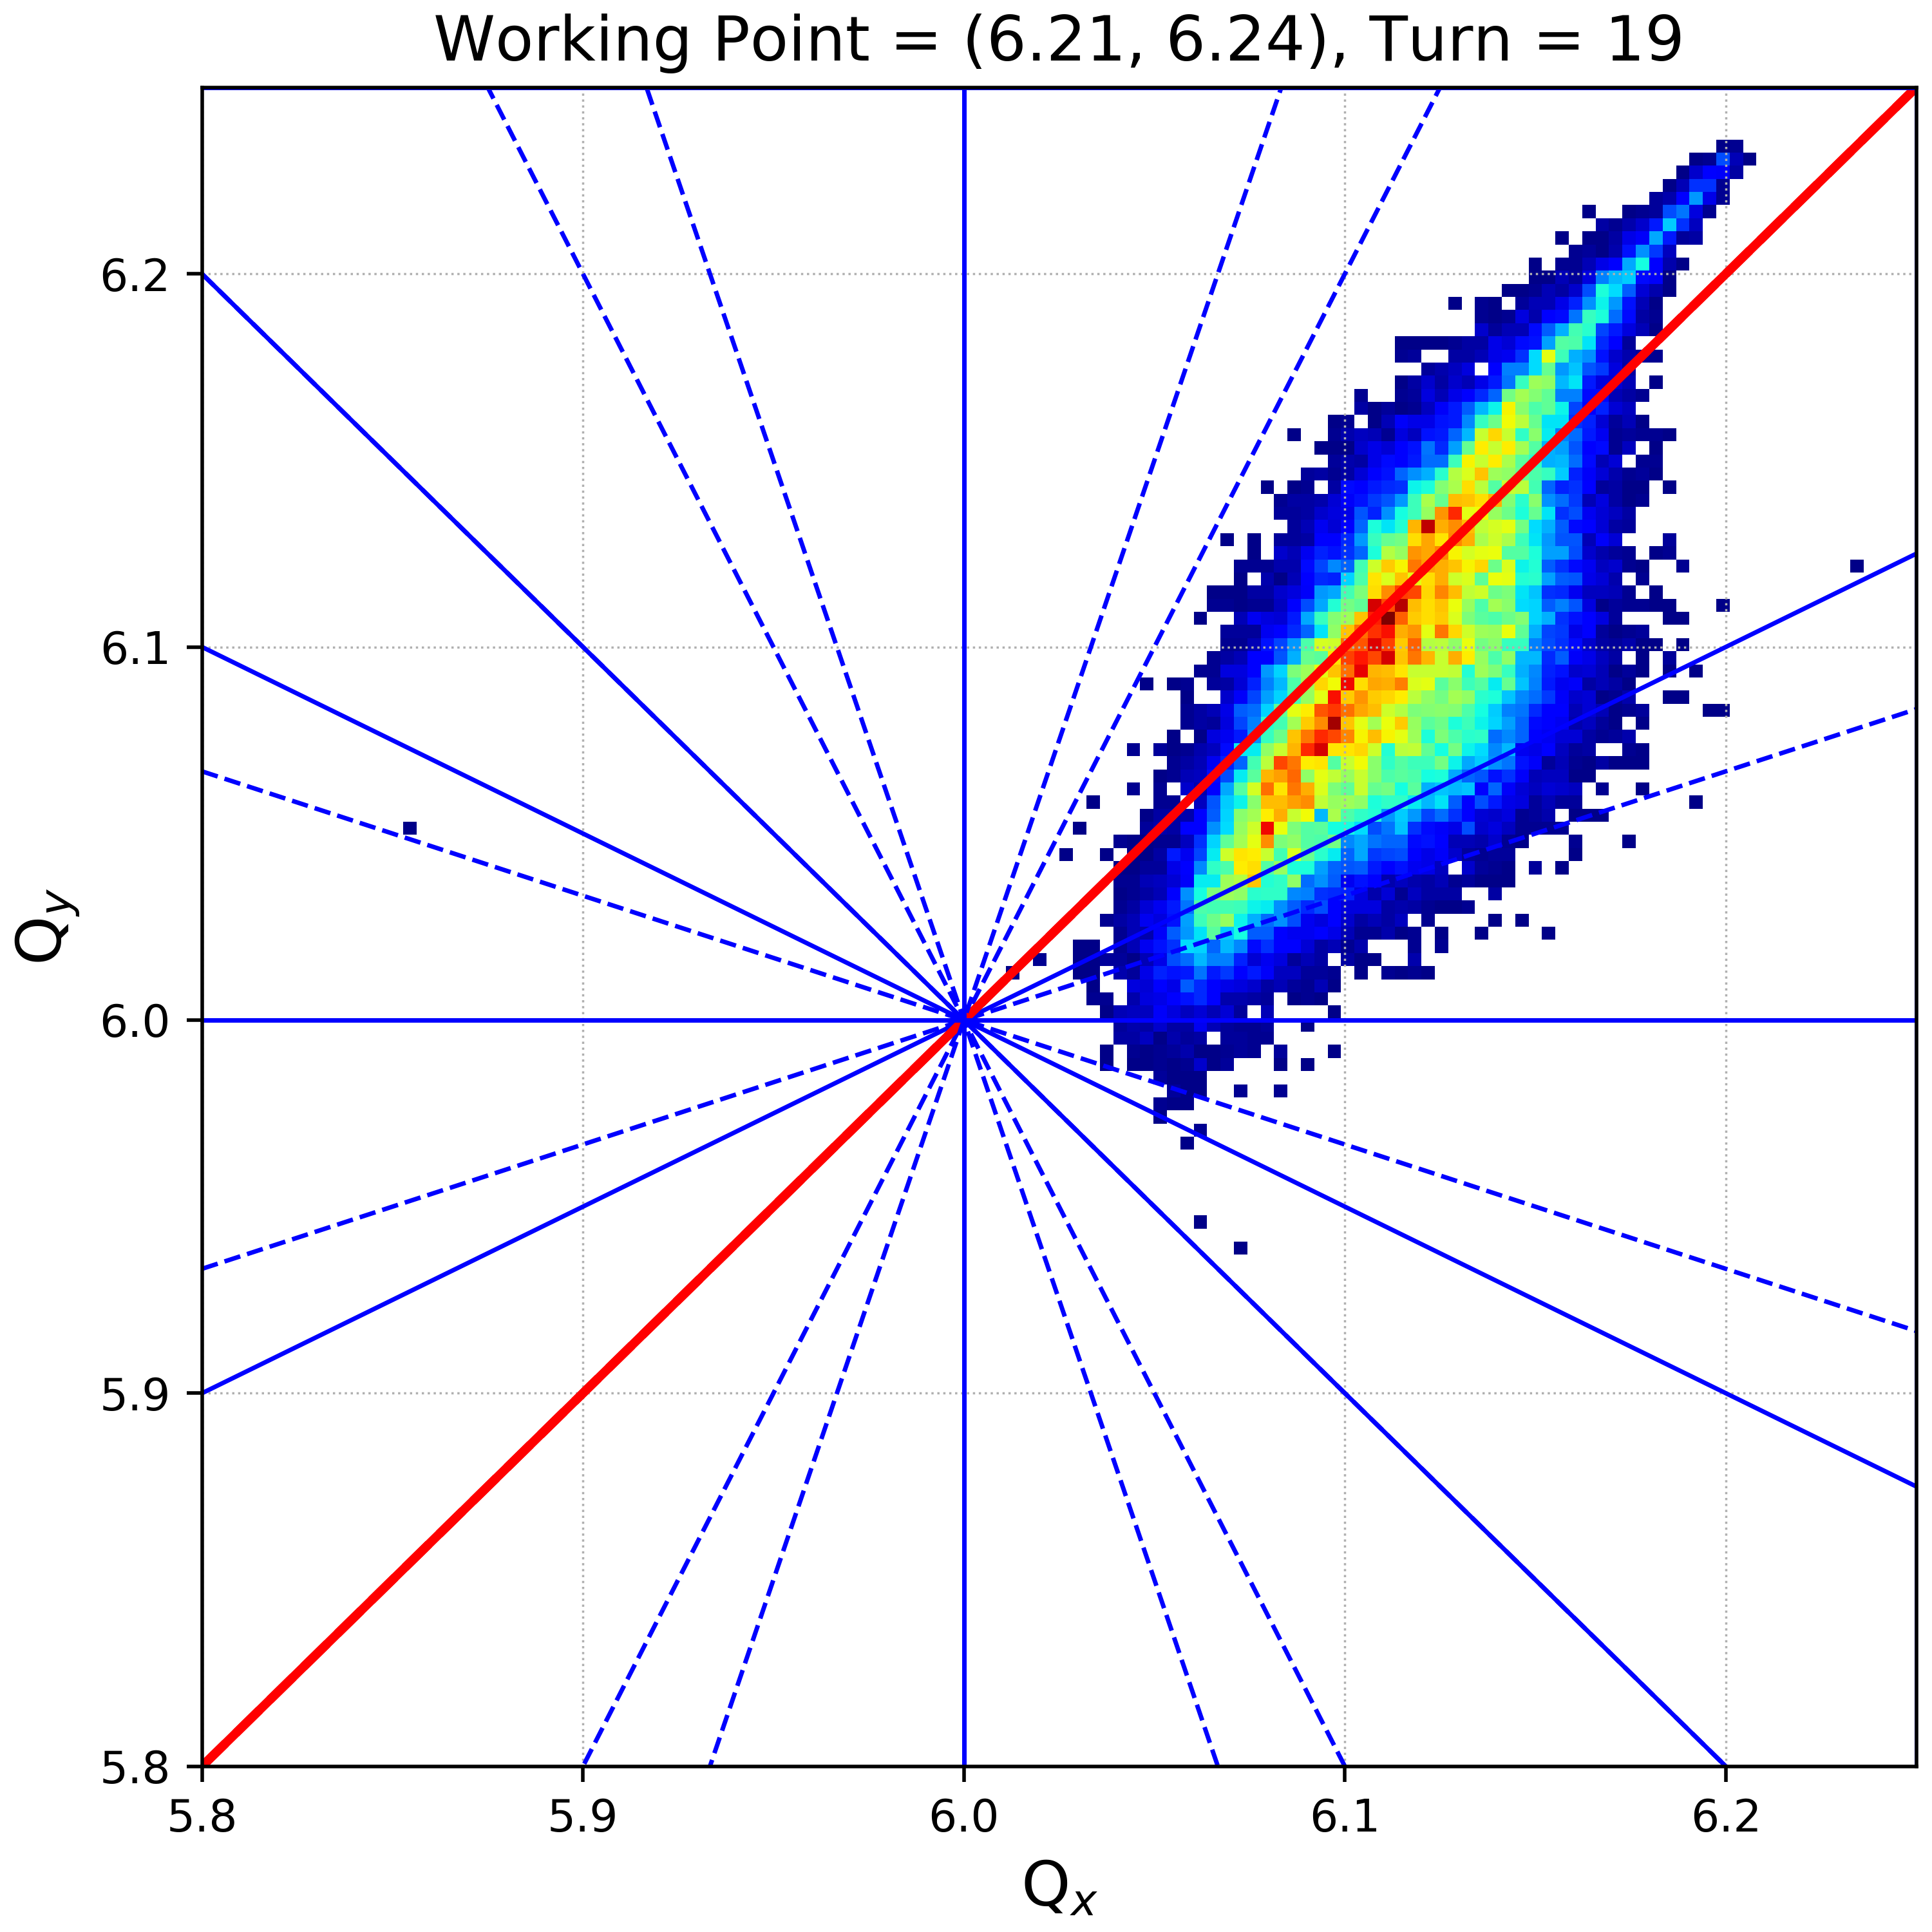 Working Point = (6.21, 6.24), Turn = 19
6.2
6.1
6.0
5.9
5.8
Qy
5.8 5.9 6.0 6.1 6.2
Qx